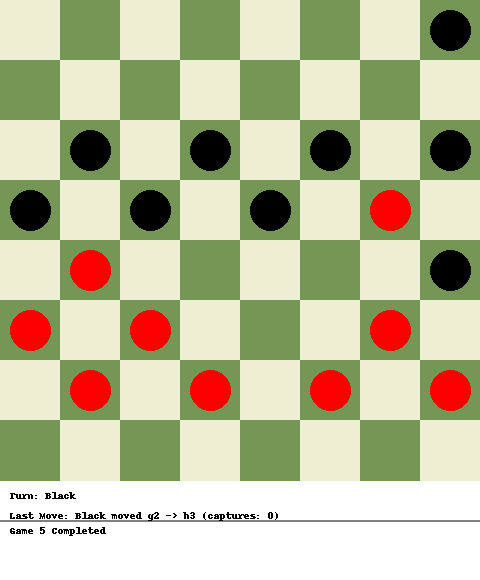 Turn: Black
Last Move: Black moved g2 -> h3 (captures: 0)
Game 5 Completed